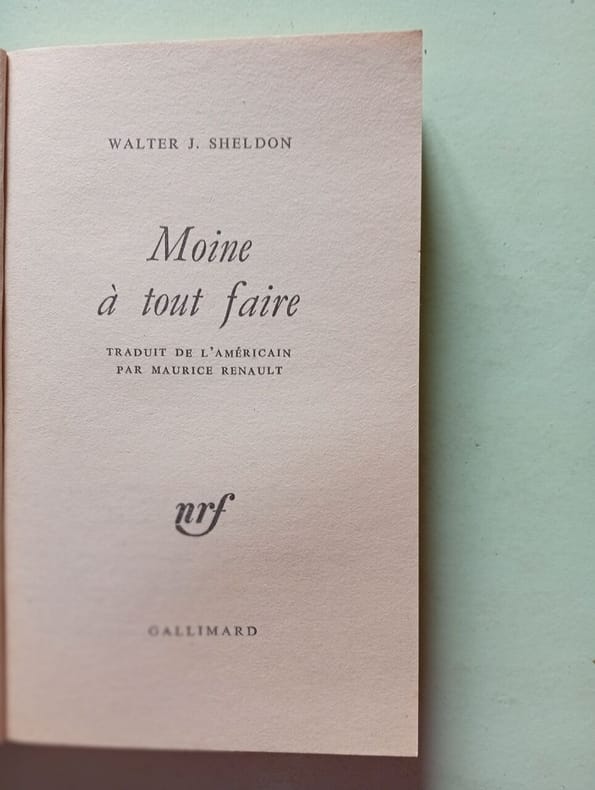 WALTER J. SHELDON
Moine
à tout faire
TRADUIT DE L'AMÉRICAIN
PAR MAURICE RENAULT
nrf
GALLIMARD